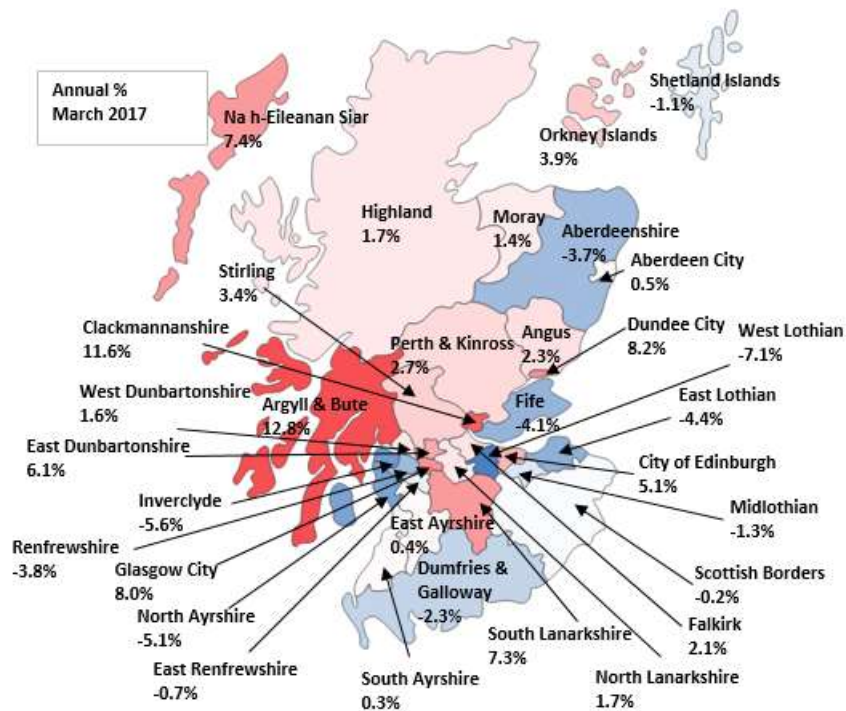 Annual %
March 2017
Na h-Eileanan Siar
7.4%
Shetland Islands
-1.1%
Orkney Islands
3.9%
Highland
1.7%
Moray
1.4%
Aberdeenshire
-3.7%
Aberdeen City
0.5%
Stirling
3.4%
Clackmannanshire
11.6%
Perth & Kinross
2.7%
Angus
2.3%
Dundee City
8.2%
West Lothian
-7.1%
West Dunbartonshire
1.6%
Argyll & Bute
12.8%
Fife
-4.1%
East Lothian
-4.4%
East Dunbartonshire
6.1%
City of Edinburgh
5.1%
Inverclyde
-5.6%
Midlothian
-1.3%
Renfrewshire
-3.8%
East Ayrshire
0.4%
Glasgow City
8.0%
Dumfries &
Galloway
-2.3%
Scottish Borders
-0.2%
North Ayrshire
-5.1%
South Lanarkshire
7.3%
Falkirk
2.1%
East Renfrewshire
-0.7%
South Ayrshire
0.3%
North Lanarkshire
1.7%